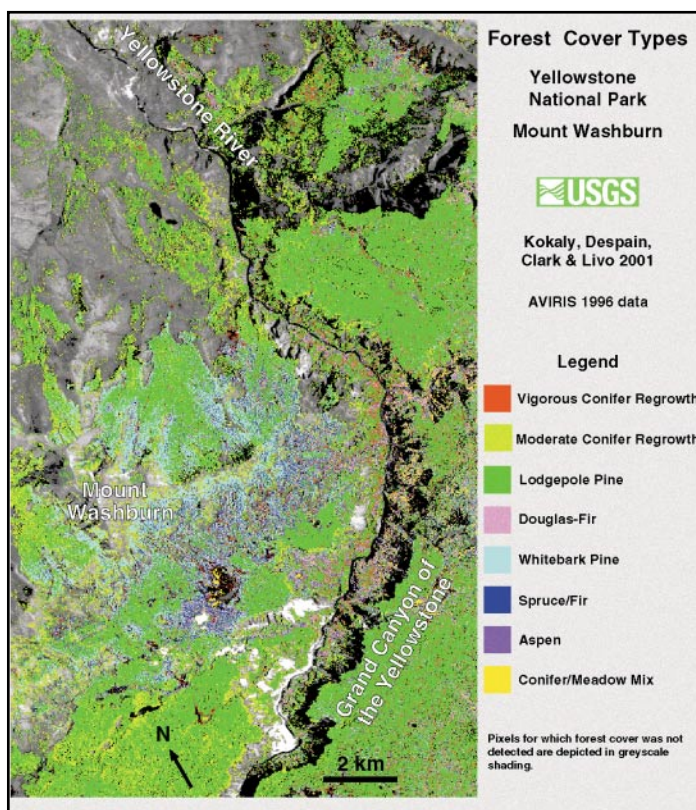 Yellowstone River
Mount
Washburn
Grand Canyon of
the Yellowstone
N
2 km
Forest Cover Types
Yellowstone
National Park
Mount Washburn
USGS
Kokaly, Despain,
Clark & Livo 2001
AVIRIS 1996 data
Legend
Vigorous Conifer Regrowth
Moderate Conifer Regrowth
Lodgepole Pine
Douglas-Fir
Whitebark Pine
Spruce/Fir
Aspen
Conifer/Meadow Mix
Pixels for which forest cover was not
detected are depicted in greyscale
shading.